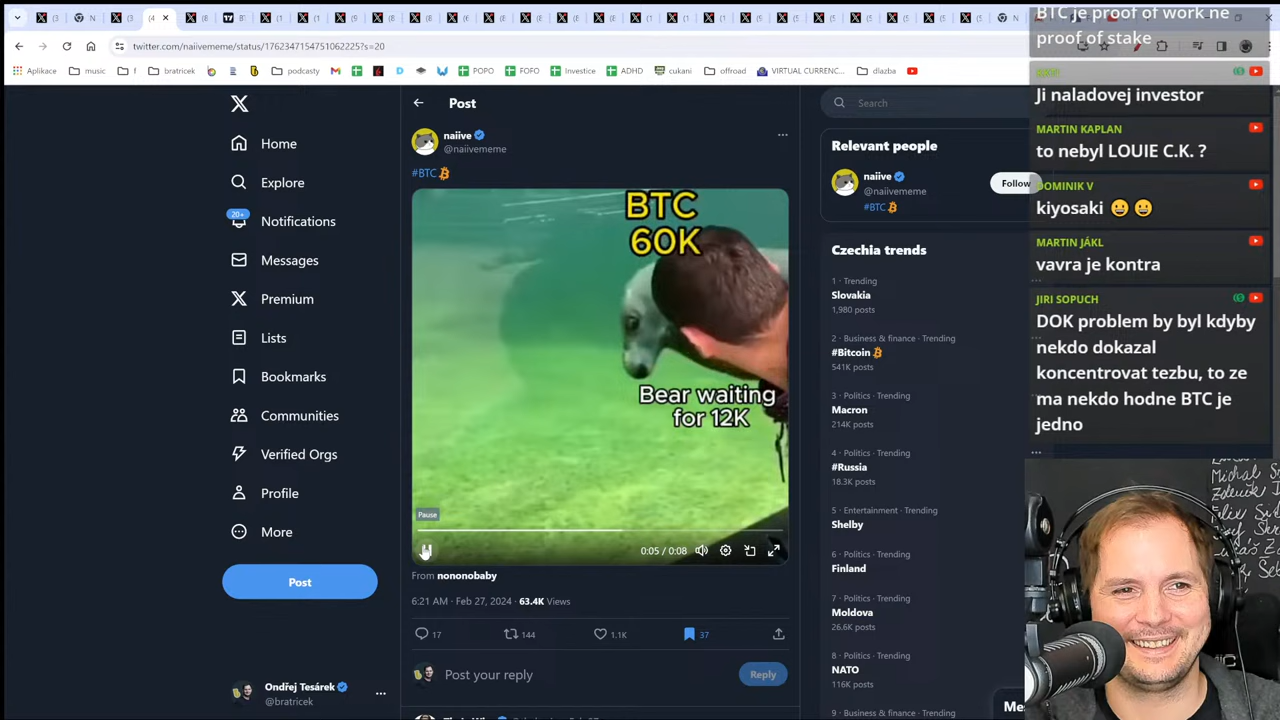 twitter.com/naiivememe/status/1762347154751062225?s=20
Aplikace
music
f
bratricek
podcasty
POPO
FOFO
Investice
ADHD
cukani
offroad
VIRTUAL CURRENC...
dlazba
Home
Explore
20+
Notifications
Messages
Premium
Lists
Bookmarks
Communities
Verified Orgs
Profile
More
Post
Ondřej Tesárek
@bratricek
Post
naiive
@naiivememe
#BTC
BTC
60K
Bear waiting
for 12K
Pause
0:05 / 0:08
From nononobaby
6:21 AM · Feb 27, 2024 · 63.4K Views
17
144
1.1K
37
Post your reply
Reply
Search
Relevant people
naiive
@naiivememe
#BTC
Follow
Czechia trends
1 · Trending
Slovakia
1,980 posts
2 · Business & finance · Trending
#Bitcoin
541K posts
3 · Politics · Trending
Macron
214K posts
4 · Politics · Trending
#Russia
18.3K posts
5 · Entertainment · Trending
Shelby
6 · Politics · Trending
Finland
7 · Politics · Trending
Moldova
26.6K posts
8 · Politics · Trending
NATO
116K posts
9 · Business & finance · Trending
BTC je proof of work ne
proof of stake
Ji naladovej investor
MARTIN KAPLAN
to nebyl LOUIE C.K. ?
DOMINIK V
kiyosaki 😀 😀
MARTIN JÁKL
vavra je kontra
JIRI SOPUCH
DOK problem by byl kdyby
nekdo dokazal
koncentrovat tezbu, to ze
ma nekdo hodne BTC je
jedno